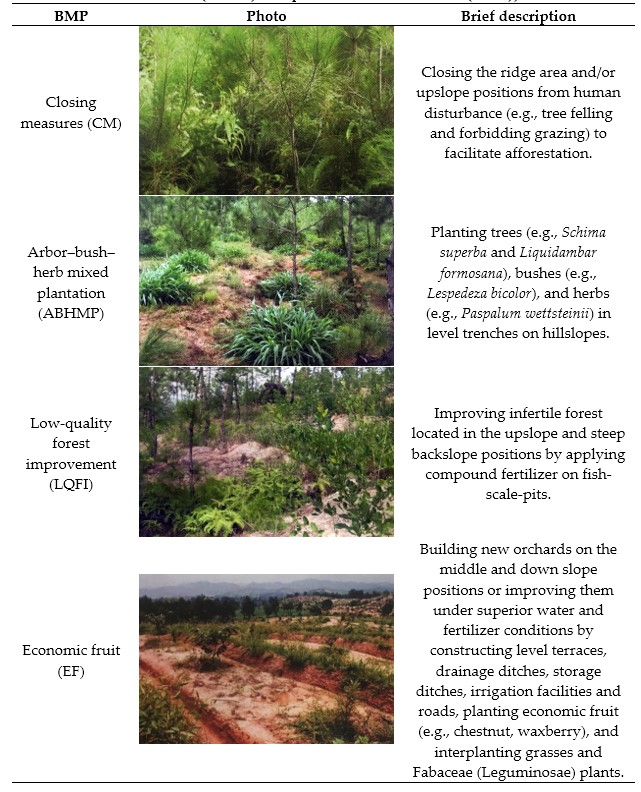 BMP Photo Brief description
Closing
measures (CM)
Closing the ridge area and/or
upslope positions from human
disturbance (e.g., tree felling
and forbidding grazing) to
facilitate afforestation.
Arbor–bush–
herb mixed
plantation
(ABHMP)
Planting trees (e.g., Schima
superba and Liquidambar
formosana), bushes (e.g.,
Lespedeza bicolor), and herbs
(e.g., Paspalum wettsteinii) in
level trenches on hillslopes.
Low-quality
forest
improvement
(LQFI)
Improving infertile forest
located in the upslope and steep
backslope positions by applying
compound fertilizer on fish-
scale-pits.
Economic fruit
(EF)
Building new orchards on the
middle and down slope
positions or improving them
under superior water and
fertilizer conditions by
constructing level terraces,
drainage ditches, storage
ditches, irrigation facilities and
roads, planting economic fruit
(e.g., chestnut, waxberry), and
interplanting grasses and
Fabaceae (Leguminosae) plants.